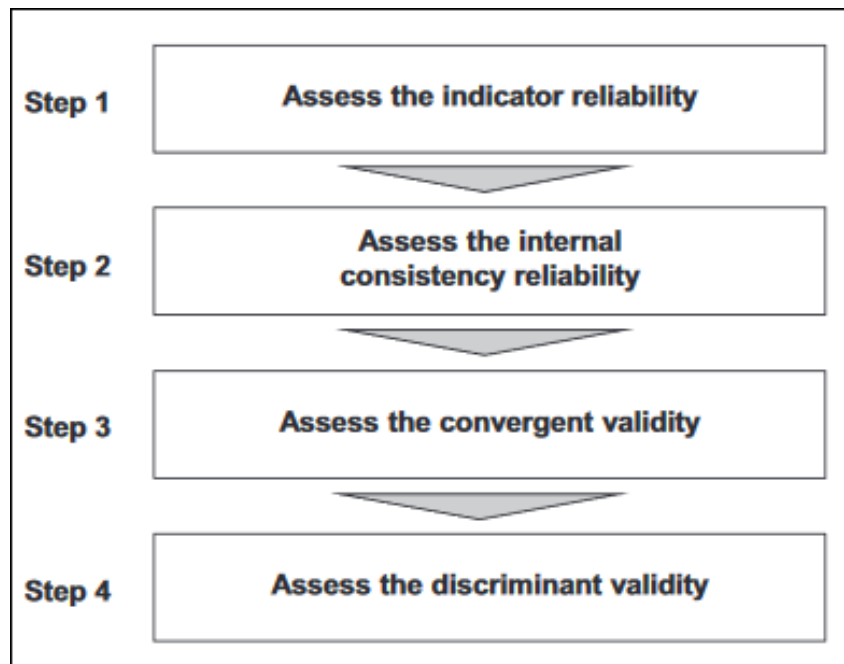 Step 1
Assess the indicator reliability
Step 2
Assess the internal
consistency reliability
Step 3
Assess the convergent validity
Step 4
Assess the discriminant validity